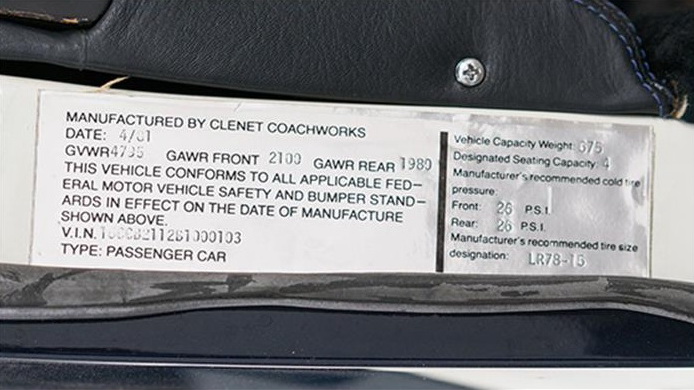 MANUFACTURED BY CLENET COACHWORKS
DATE: 4/81
GVWR 4735 GAWR FRONT 2100 GAWR REAR 1980
THIS VEHICLE CONFORMS TO ALL APPLICABLE FED-
ERAL MOTOR VEHICLE SAFETY AND BUMPER STAND-
ARDS IN EFFECT ON THE DATE OF MANUFACTURE
SHOWN ABOVE.
V.I.N.
TYPE: PASSENGER CAR
Vehicle Capacity Weight: 675
Designated Seating Capacity: 4
Manufacturer's recommended cold tire
pressure:
Front: 26 P.S.I.
Rear: 26 P.S.I.
Manufacturer's recommended tire size
designation: LR78-15